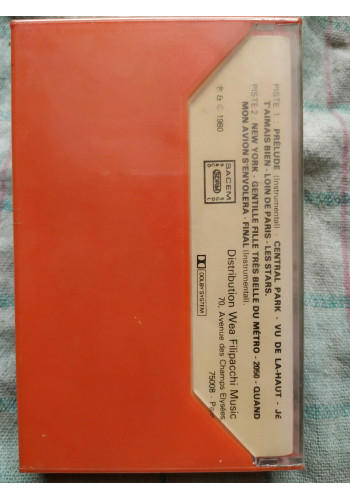 PISTE 1 : PRÉLUDE (Instrumental) - CENTRAL PARK - VU DE LA-HAUT - JE
T'AIMAIS BIEN - LOIN DE PARIS - LES STARS.
PISTE 2 : NEW YORK - GENTILLE FILLE TRÈS BELLE DU MÉTRO - 2050 - QUAND
MON AVION S'ENVOLERA - FINAL (Instrumental).
℗ & © 1980
SACEM
DOLBY SYSTEM
Distribution Wea Filipacchi Music
70, Avenue des Champs Elysées
75008 -